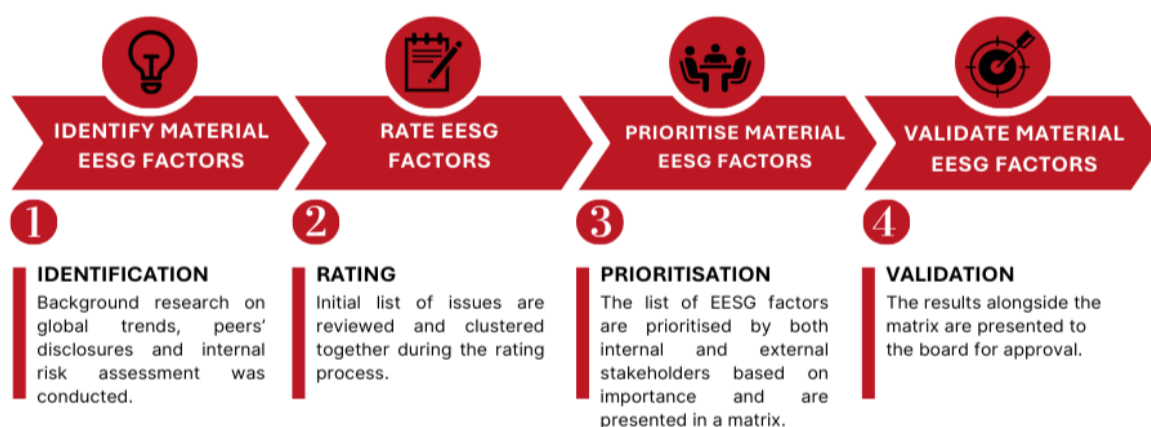 IDENTIFY MATERIAL
EESG FACTORS
RATE EESG
FACTORS
PRIORITISE MATERIAL
EESG FACTORS
VALIDATE MATERIAL
EESG FACTORS
1
IDENTIFICATION
Background research on
global trends, peers’
disclosures and internal
risk assessment was
conducted.
2
RATING
Initial list of issues are
reviewed and clustered
together during the rating
process.
3
PRIORITISATION
The list of EESG factors
are prioritised by both
internal and external
stakeholders based on
importance and are
presented in a matrix.
4
VALIDATION
The results alongside the
matrix are presented to
the board for approval.